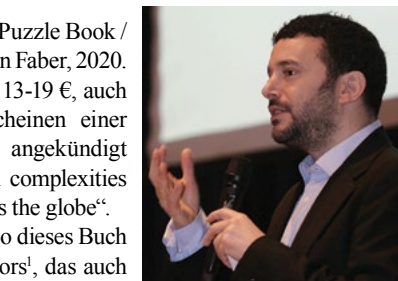 Puzzle Book /
n Faber, 2020.
13-19 €, auch
cheinen einer
angekündigt
complexities
s the globe“.
o dieses Buch
ors¹, das auch